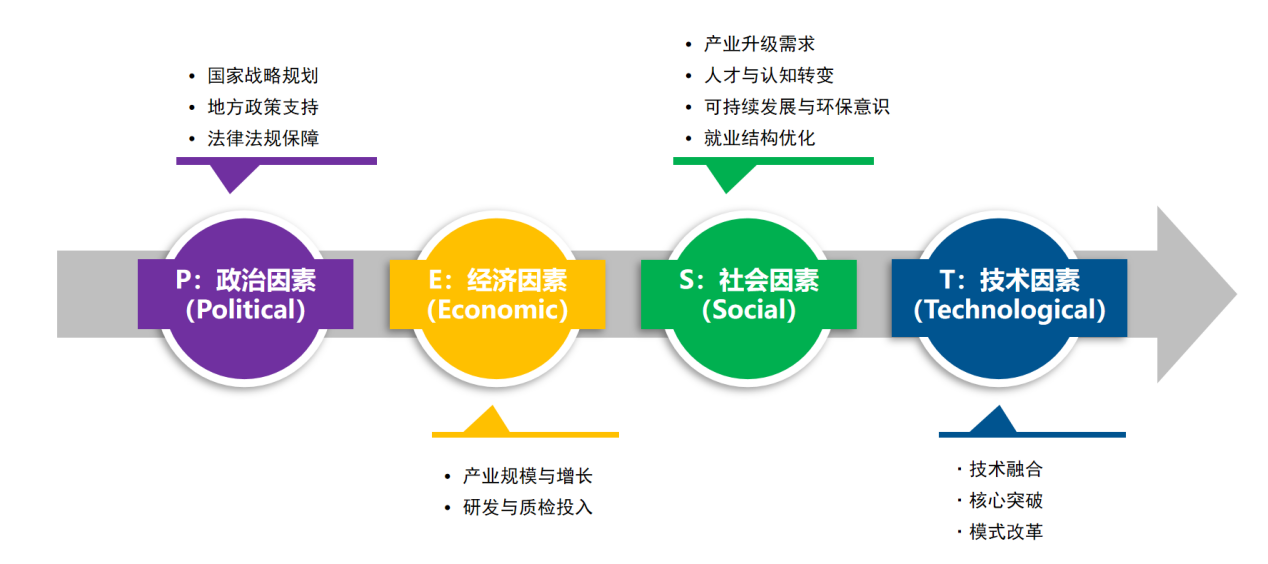 • 国家战略规划
• 地方政策支持
• 法律法规保障
P：政治因素
（Political）
E：经济因素
（Economic）
• 产业规模与增长
• 研发与质检投入
• 产业升级需求
• 人才与认知转变
• 可持续发展与环保意识
• 就业结构优化
S：社会因素
（Social）
T：技术因素
（Technological）
· 技术融合
· 核心突破
· 模式改革